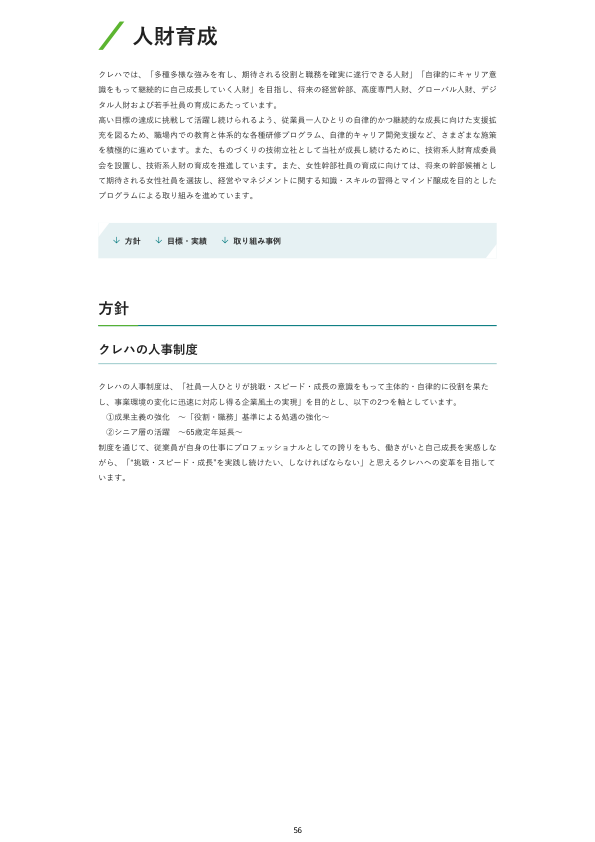 人財育成
クレハでは、「多種多様な強みを有し、期待される役割と職務を確実に遂行できる人財」「自律的にキャリア意
識をもって継続的に自己成長していく人財」を目指し、将来の経営幹部、高度専門人財、グローバル人財、デジ
タル人財および若手社員の育成にあたっています。
高い目標の達成に挑戦して活躍し続けられるよう、従業員一人ひとりの自律的かつ継続的な成長に向けた支援拡
充を図るため、職場内での教育と体系的な各種研修プログラム、自律的キャリア開発支援など、さまざまな施策
を積極的に進めています。また、ものづくりの技術立社として当社が成長し続けるために、技術系人財育成委員
会を設置し、技術系人財の育成を推進しています。また、女性幹部社員の育成に向けては、将来の幹部候補とし
て期待される女性社員を選抜し、経営やマネジメントに関する知識・スキルの習得とマインド醸成を目的とした
プログラムによる取り組みを進めています。
↓ 方針 ↓ 目標・実績 ↓ 取り組み事例
方針
クレハの人事制度
クレハの人事制度は、「社員一人ひとりが挑戦・スピード・成長の意識をもって主体的・自律的に役割を果た
し、事業環境の変化に迅速に対応し得る企業風土の実現」を目的とし、以下の2つを軸としています。
①成果主義の強化　～「役割・職務」基準による処遇の強化～
②シニア層の活躍　～65歳定年延長～
制度を通じて、従業員が自身の仕事にプロフェッショナルとしての誇りをもち、働きがいと自己成長を実感しな
がら、「“挑戦・スピード・成長”を実践し続けたい、しなければならない」と思えるクレハへの変革を目指して
います。
56